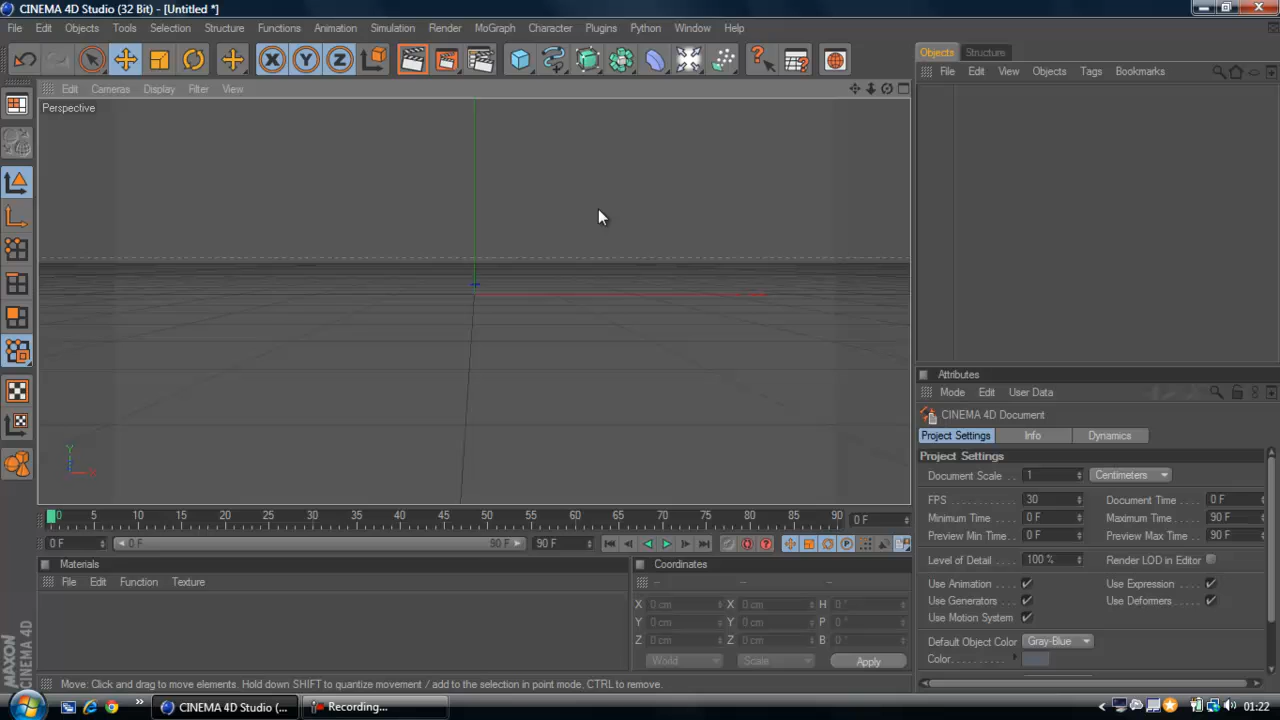 CINEMA 4D Studio (32 Bit) - [Untitled *]
File Edit Objects Tools Selection Structure Functions Animation Simulation Render MoGraph Character Plugins Python Window Help
Objects Structure
File Edit View Objects Tags Bookmarks
Edit Cameras Display Filter View
Perspective
Y
X
Attributes
Mode Edit User Data
CINEMA 4D Document
Project Settings Info Dynamics
Project Settings
Document Scale . . 1 Centimeters
FPS 30 Document Time . . 0 F
Minimum Time 0 F Maximum Time 90 F
Preview Min Time 0 F Preview Max Time 90 F
Level of Detail 100 % Render LOD in Editor
Use Animation Use Expression
Use Generators Use Deformers
Use Motion System
Default Object Color Gray-Blue
Color
0 5 10 15 20 25 30 35 40 45 50 55 60 65 70 75 80 85 90 0 F
0 F 0 F 90 F 90 F
Materials
File Edit Function Texture
Coordinates
-- -- --
X 0 cm X 0 cm H 0 °
Y 0 cm Y 0 cm P 0 °
Z 0 cm Z 0 cm B 0 °
World Scale Apply
MAXON
CINEMA 4D
Move: Click and drag to move elements. Hold down SHIFT to quantize movement / add to the selection in point mode, CTRL to remove.
CINEMA 4D Studio (... Recording... 01:22